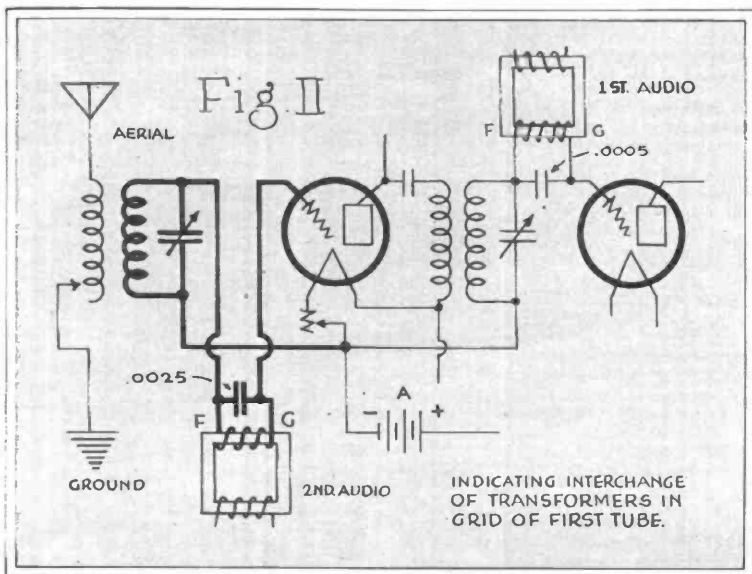 Fig. II
AERIAL
1ST. AUDIO
F G
.0005
.0025
F G
A
- +
GROUND
2ND. AUDIO
INDICATING INTERCHANGE
OF TRANSFORMERS IN
GRID OF FIRST TUBE.